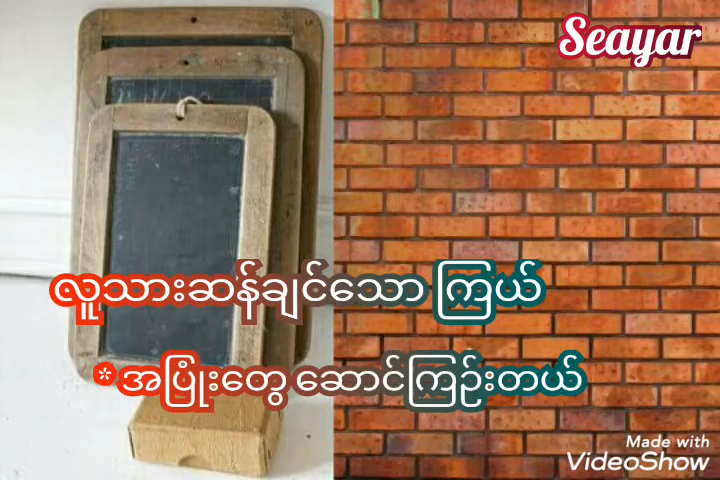 Seayar
လူသားဆန်ချင်သော ကြယ်
*အပြုံးတွေ ဆောင်ကြဉ်းတယ်
Made with
VideoShow